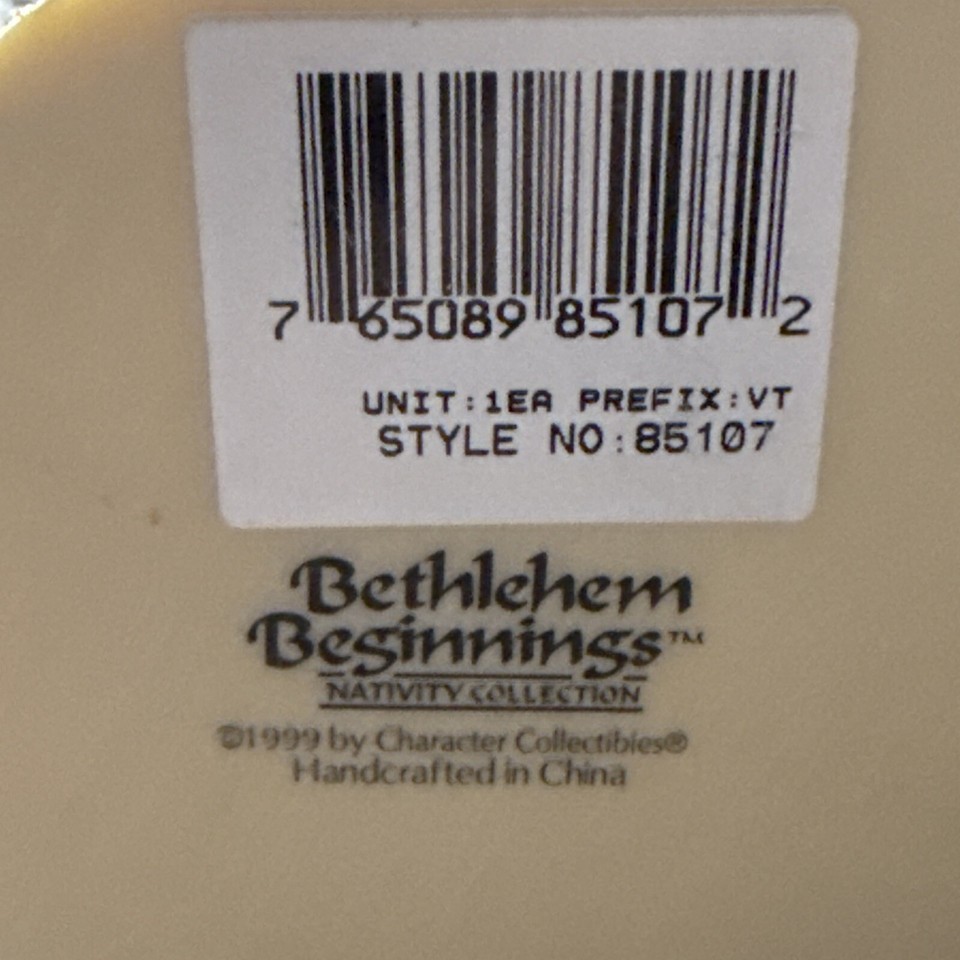 7 65089 85107 2
UNIT:1EA PREFIX:VT
STYLE NO:85107
Bethlehem
Beginnings™
NATIVITY COLLECTION
©1999 by Character Collectibles®
Handcrafted in China